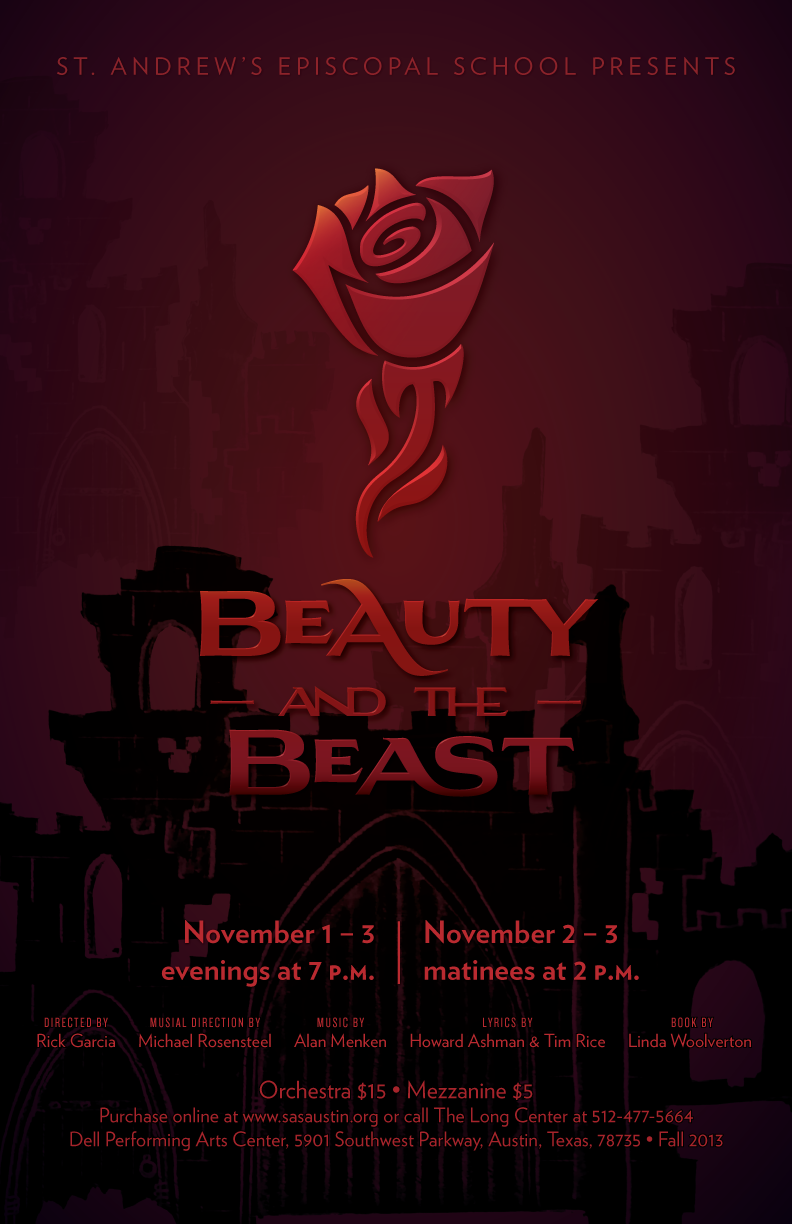 ST. ANDREW'S EPISCOPAL SCHOOL PRESENTS
BEAUTY
– AND THE –
BEAST
November 1 – 3
evenings at 7 P.M.
November 2 – 3
matinees at 2 P.M.
DIRECTED BY
Rick Garcia
MUSIAL DIRECTION BY
Michael Rosensteel
MUSIC BY
Alan Menken
LYRICS BY
Howard Ashman & Tim Rice
BOOK BY
Linda Woolverton
Orchestra $15 • Mezzanine $5
Purchase online at www.sasaustin.org or call The Long Center at 512-477-5664
Dell Performing Arts Center, 5901 Southwest Parkway, Austin, Texas, 78735 • Fall 2013